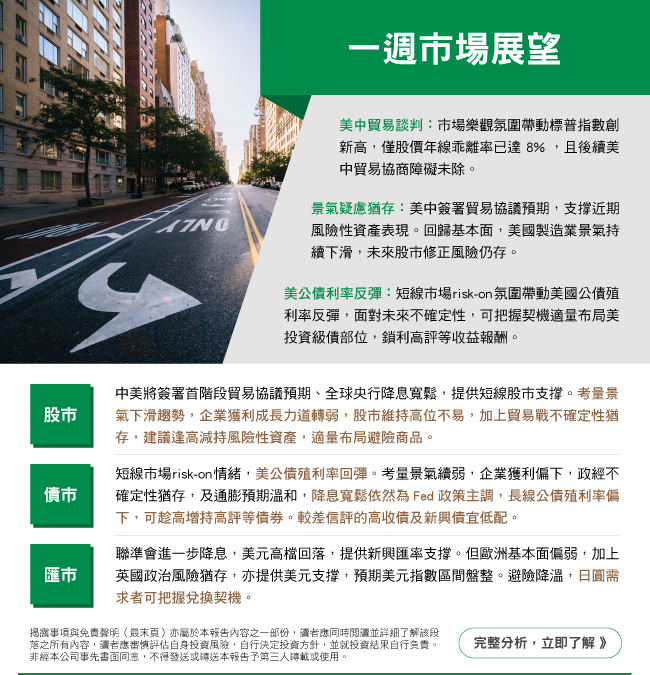 一週市場展望
美中貿易談判：市場樂觀氛圍帶動標普指數創
新高，僅股價年線乖離率已達 8% ，且後續美
中貿易協商障礙未除。
景氣疑慮猶存：美中簽署貿易協議預期，支撐近期
風險性資產表現。回歸基本面，美國製造業景氣持
續下滑，未來股市修正風險仍存。
美公債利率反彈：短線市場risk-on氛圍帶動美國公債殖
利率反彈，面對未來不確定性，可把握契機適量布局美
投資級債部位，鎖利高評等收益報酬。
ONLY
股市
中美將簽署首階段貿易協議預期、全球央行降息寬鬆，提供短線股市支撐。考量景
氣下滑趨勢，企業獲利成長力道轉弱，股市維持高位不易，加上貿易戰不確定性猶
存，建議逢高減持風險性資產，適量布局避險商品。
債市
短線市場risk-on情緒，美公債殖利率回彈。考量景氣續弱，企業獲利偏下，政經不
確定性猶存，及通膨預期溫和，降息寬鬆依然為 Fed 政策主調，長線公債殖利率偏
下，可趁高增持高評等債券。較差信評的高收債及新興債宜低配。
匯市
聯準會進一步降息，美元高檔回落，提供新興匯率支撐。但歐洲基本面偏弱，加上
英國政治風險猶存，亦提供美元支撐，預期美元指數區間盤整。避險降溫，日圓需
求者可把握兌換契機。
揭露事項與免責聲明（最末頁）亦屬於本報告內容之一部份，讀者應同時閱讀並詳細了解該段
落之所有內容，讀者應審慎評估自身投資風險，自行決定投資方針，並就投資結果自行負責。
非經本公司事先書面同意，不得發送或轉送本報告予第三人轉載或使用。
完整分析，立即了解 》